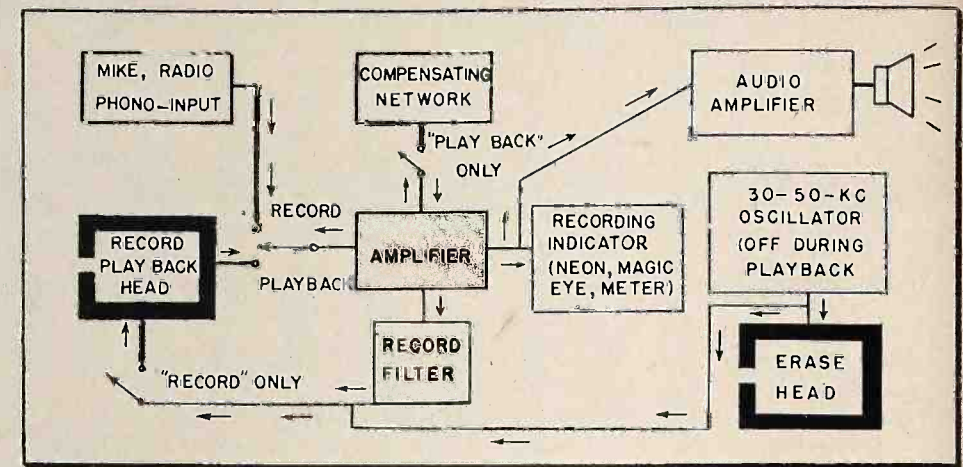 MIKE, RADIO
PHONO-INPUT
COMPENSATING
NETWORK
"PLAY BACK"
ONLY
AUDIO
AMPLIFIER
RECORD
PLAY BACK
HEAD
RECORD
PLAYBACK
AMPLIFIER
RECORDING
INDICATOR
(NEON, MAGIC
EYE, METER)
30-50-KC
OSCILLATOR
(OFF DURING
PLAYBACK
RECORD
FILTER
"RECORD" ONLY
ERASE
HEAD